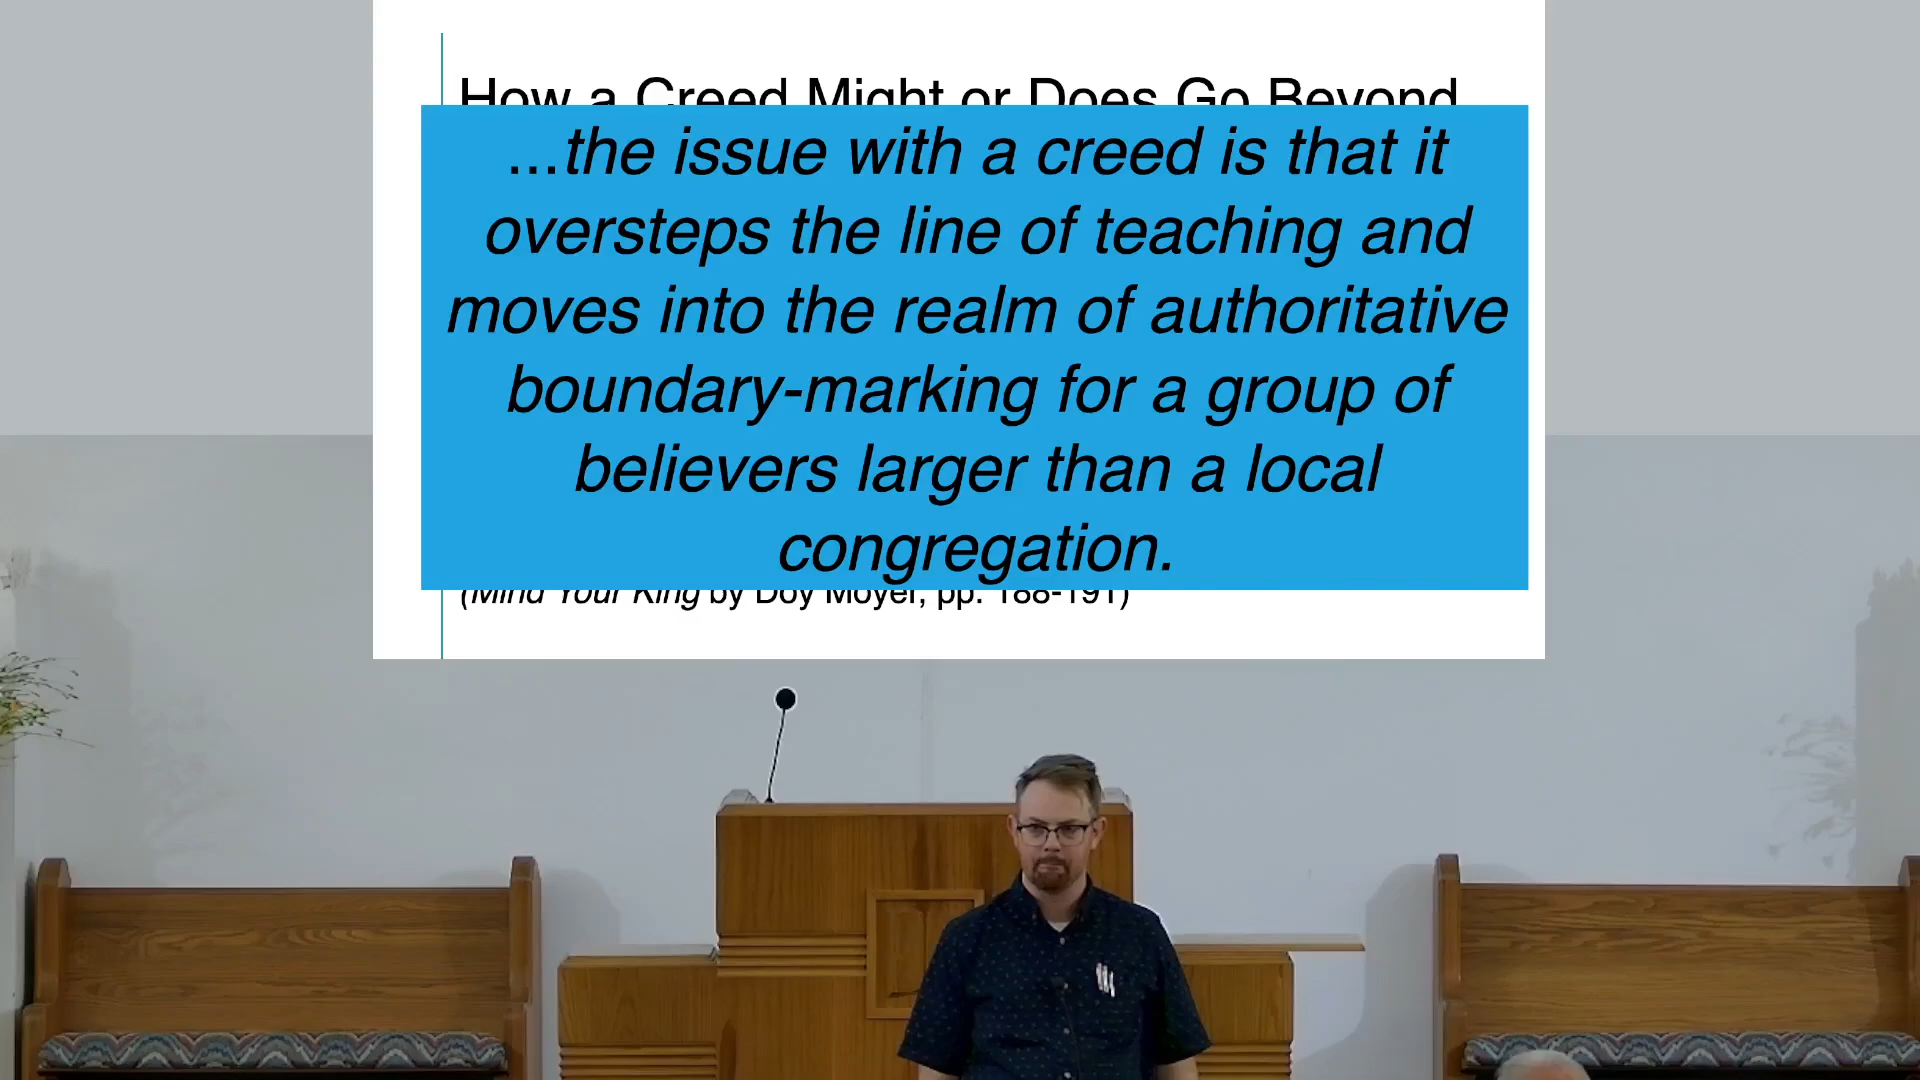 How a Creed Might or Does Go Beyond
...the issue with a creed is that it
oversteps the line of teaching and
moves into the realm of authoritative
boundary-marking for a group of
believers larger than a local
congregation.
(Mind Your King by Doy Moyer, pp. 188-191)